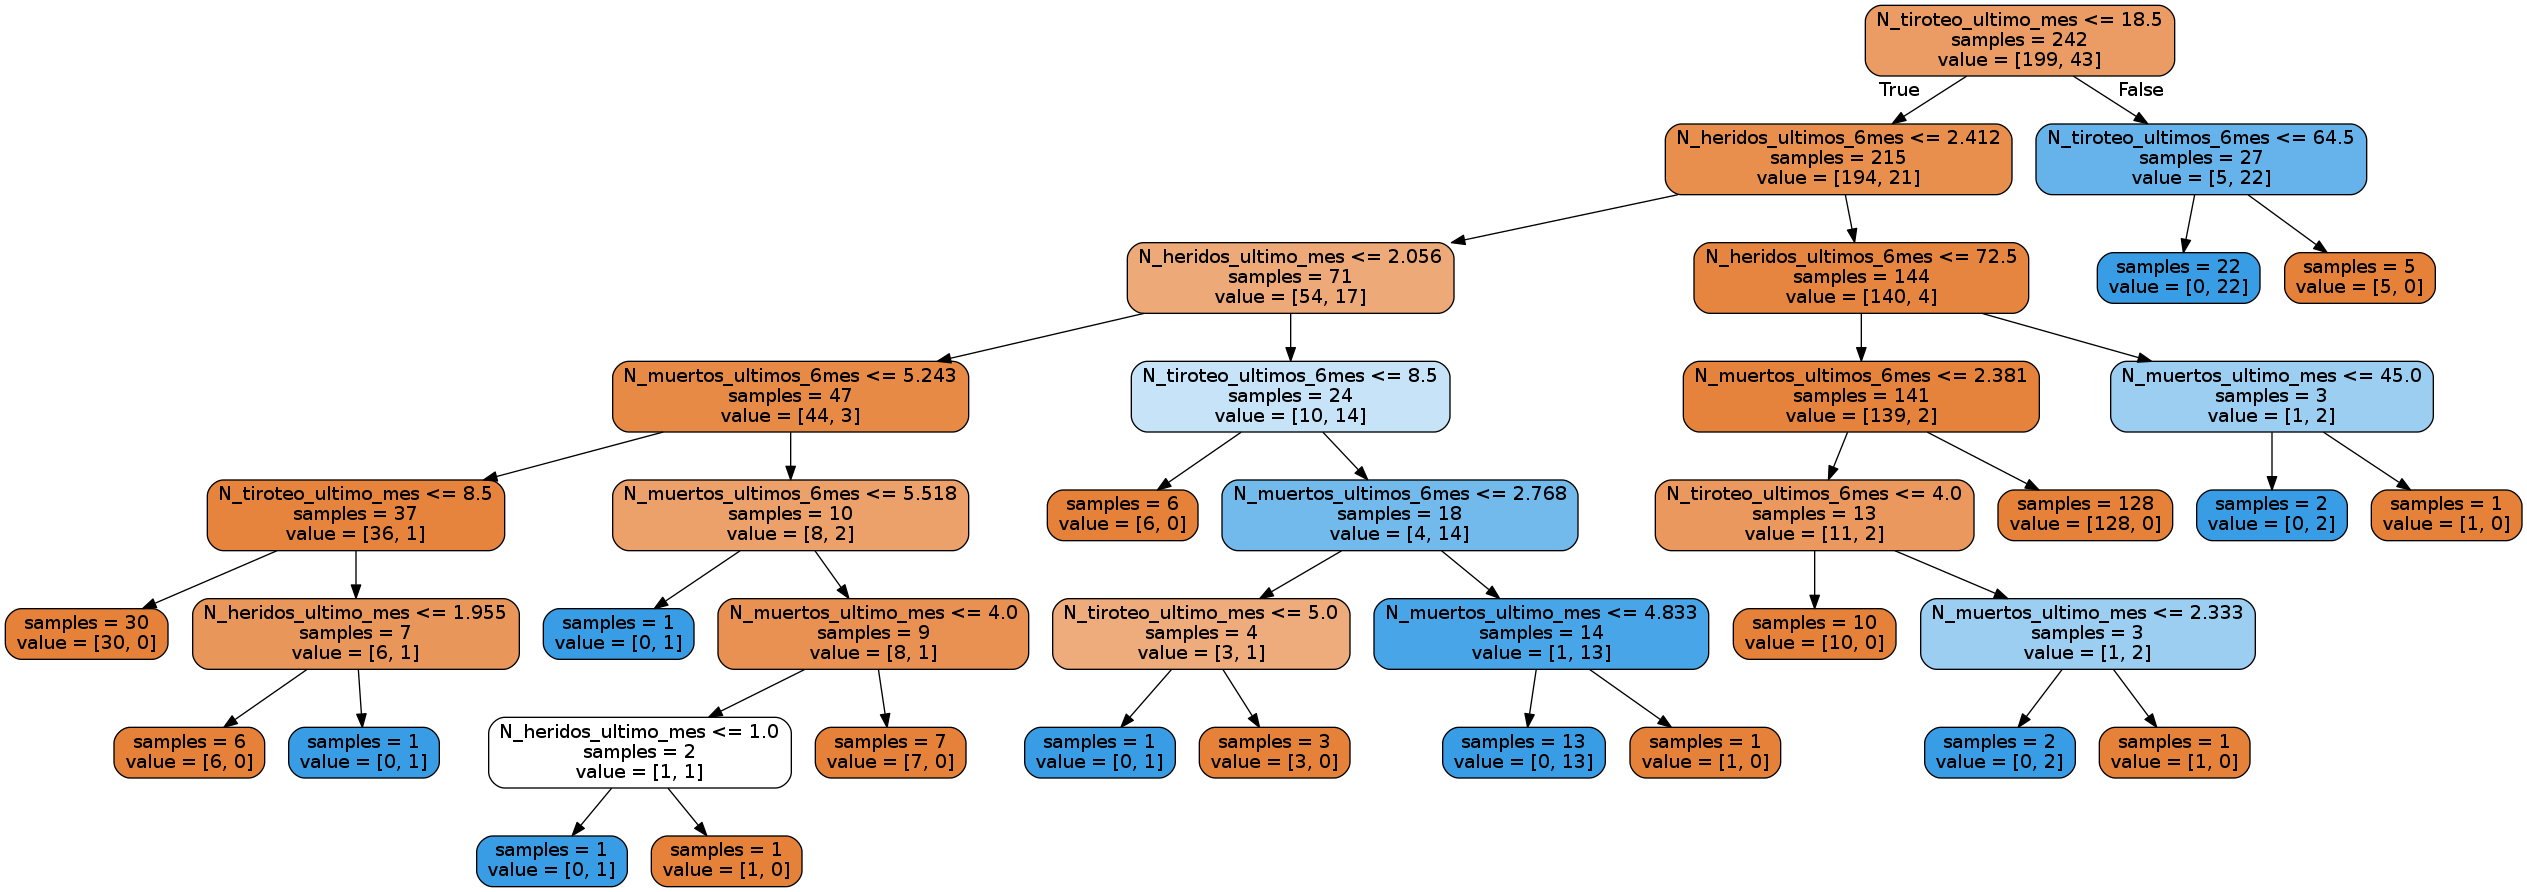 N_tiroteo_ultimo_mes <= 18.5
samples = 242
value = [199, 43]
True
False
N_heridos_ultimos_6mes <= 2.412
samples = 215
value = [194, 21]
N_tiroteo_ultimos_6mes <= 64.5
samples = 27
value = [5, 22]
N_heridos_ultimo_mes <= 2.056
samples = 71
value = [54, 17]
N_heridos_ultimos_6mes <= 72.5
samples = 144
value = [140, 4]
samples = 22
value = [0, 22]
samples = 5
value = [5, 0]
N_muertos_ultimos_6mes <= 5.243
samples = 47
value = [44, 3]
N_tiroteo_ultimos_6mes <= 8.5
samples = 24
value = [10, 14]
N_muertos_ultimos_6mes <= 2.381
samples = 141
value = [139, 2]
N_muertos_ultimo_mes <= 45.0
samples = 3
value = [1, 2]
N_tiroteo_ultimo_mes <= 8.5
samples = 37
value = [36, 1]
N_muertos_ultimos_6mes <= 5.518
samples = 10
value = [8, 2]
samples = 6
value = [6, 0]
N_muertos_ultimos_6mes <= 2.768
samples = 18
value = [4, 14]
N_tiroteo_ultimos_6mes <= 4.0
samples = 13
value = [11, 2]
samples = 128
value = [128, 0]
samples = 2
value = [0, 2]
samples = 1
value = [1, 0]
samples = 30
value = [30, 0]
N_heridos_ultimo_mes <= 1.955
samples = 7
value = [6, 1]
samples = 1
value = [0, 1]
N_muertos_ultimo_mes <= 4.0
samples = 9
value = [8, 1]
N_tiroteo_ultimo_mes <= 5.0
samples = 4
value = [3, 1]
N_muertos_ultimo_mes <= 4.833
samples = 14
value = [1, 13]
samples = 10
value = [10, 0]
N_muertos_ultimo_mes <= 2.333
samples = 3
value = [1, 2]
samples = 6
value = [6, 0]
samples = 1
value = [0, 1]
N_heridos_ultimo_mes <= 1.0
samples = 2
value = [1, 1]
samples = 7
value = [7, 0]
samples = 1
value = [0, 1]
samples = 3
value = [3, 0]
samples = 13
value = [0, 13]
samples = 1
value = [1, 0]
samples = 2
value = [0, 2]
samples = 1
value = [1, 0]
samples = 1
value = [0, 1]
samples = 1
value = [1, 0]